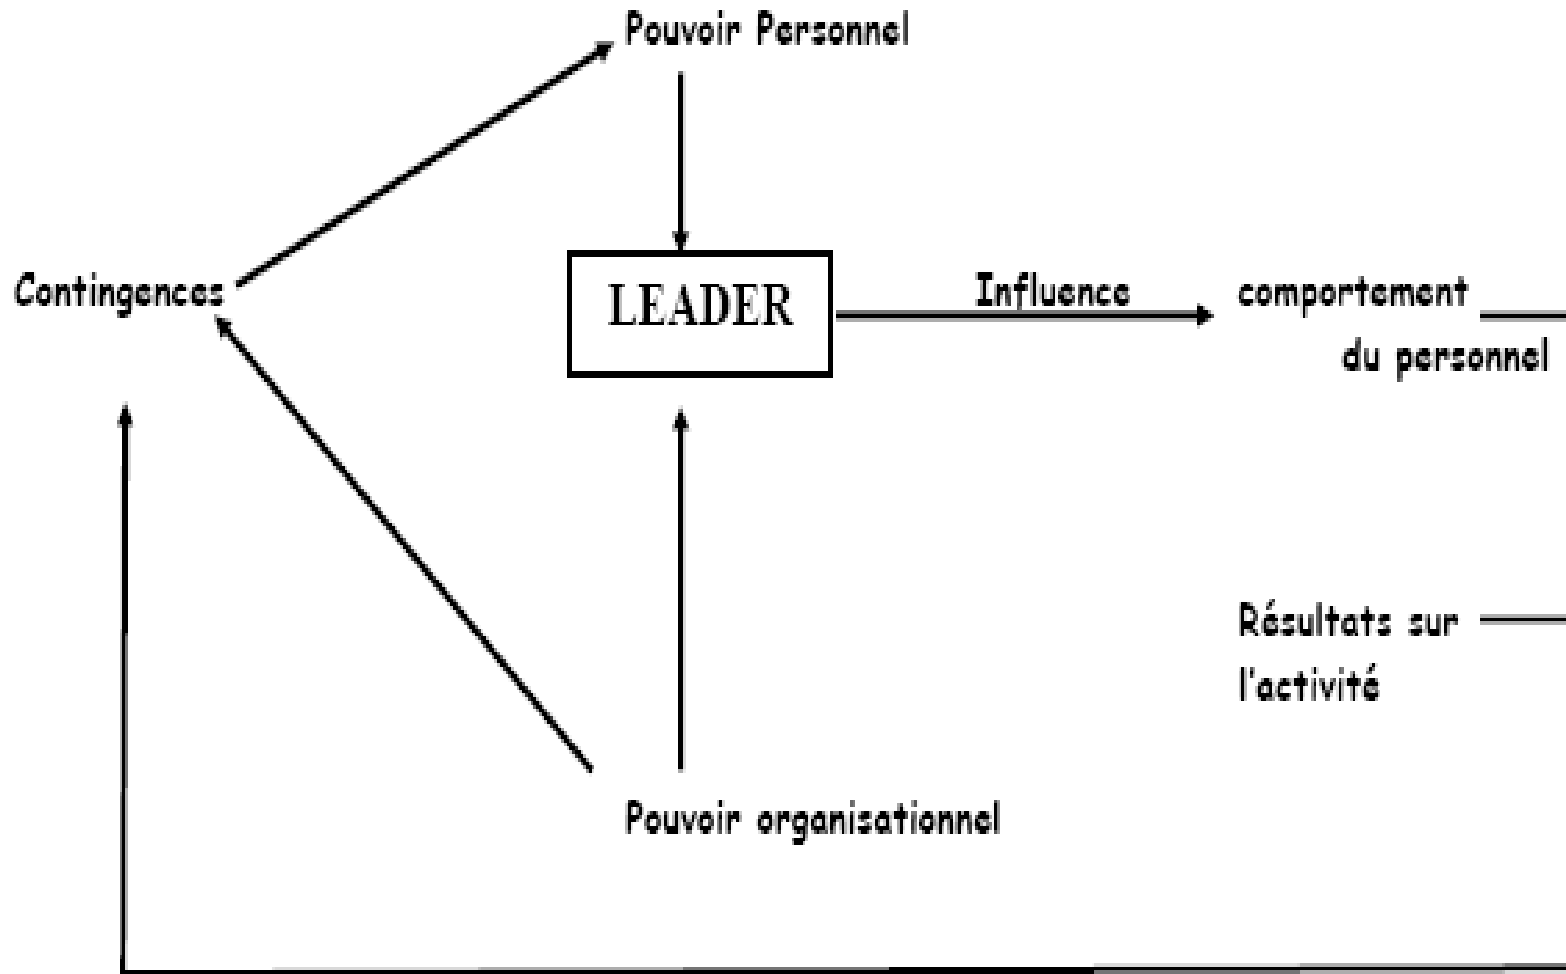 Pouvoir Personnel
Contingences
LEADER
Influence
comportement
du personnel
Résultats sur
l'activité
Pouvoir organisationnel